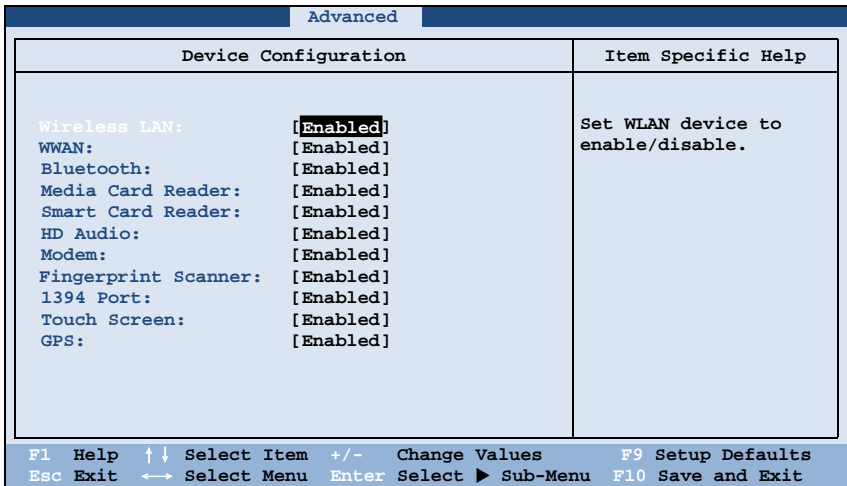 Advanced
Device Configuration
Item Specific Help
Wireless LAN: [Enabled]
WWAN: [Enabled]
Bluetooth: [Enabled]
Media Card Reader: [Enabled]
Smart Card Reader: [Enabled]
HD Audio: [Enabled]
Modem: [Enabled]
Fingerprint Scanner: [Enabled]
1394 Port: [Enabled]
Touch Screen: [Enabled]
GPS: [Enabled]
Set WLAN device to
enable/disable.
F1 Help ↑↓ Select Item +/- Change Values F9 Setup Defaults
Esc Exit ←→ Select Menu Enter Select ▶ Sub-Menu F10 Save and Exit